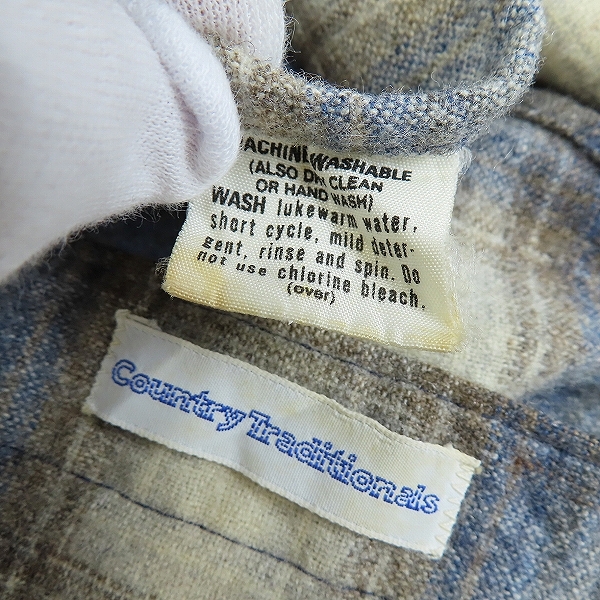 MACHINE WASHABLE
(ALSO DRY CLEAN
OR HAND WASH)
WASH lukewarm water,
short cycle, mild deter-
gent, rinse and spin. Do
not use chlorine bleach.
(over)
Country Traditionals